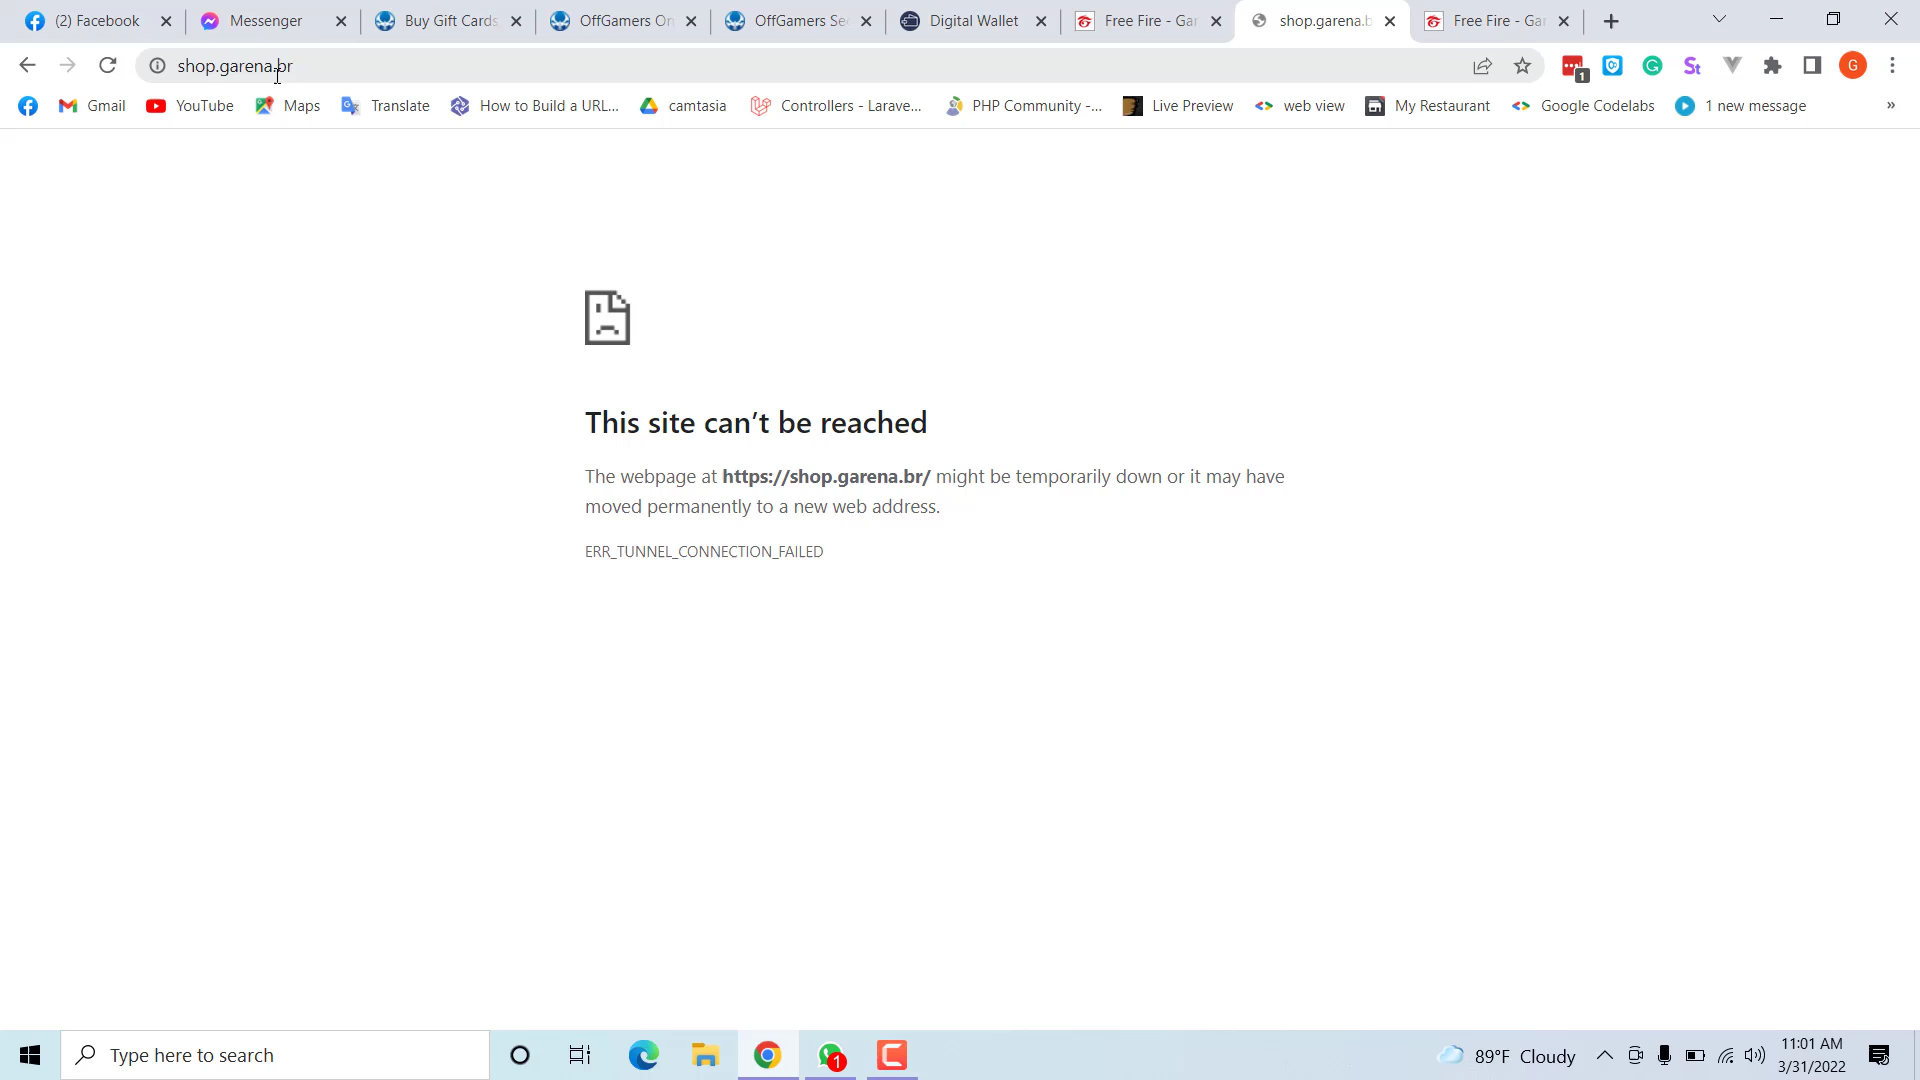 (2) Facebook
Messenger
Buy Gift Cards,
OffGamers On
OffGamers Se
Digital Wallet
Free Fire - Gar
shop.garena.b
Free Fire - Gar
shop.garena.br
1
G
Gmail
YouTube
Maps
Translate
How to Build a URL...
camtasia
Controllers - Larave...
PHP Community -...
Live Preview
web view
My Restaurant
Google Codelabs
1 new message
»
This site can't be reached
The webpage at https://shop.garena.br/ might be temporarily down or it may have
moved permanently to a new web address.
ERR_TUNNEL_CONNECTION_FAILED
Type here to search
1
89°F Cloudy
11:01 AM
3/31/2022